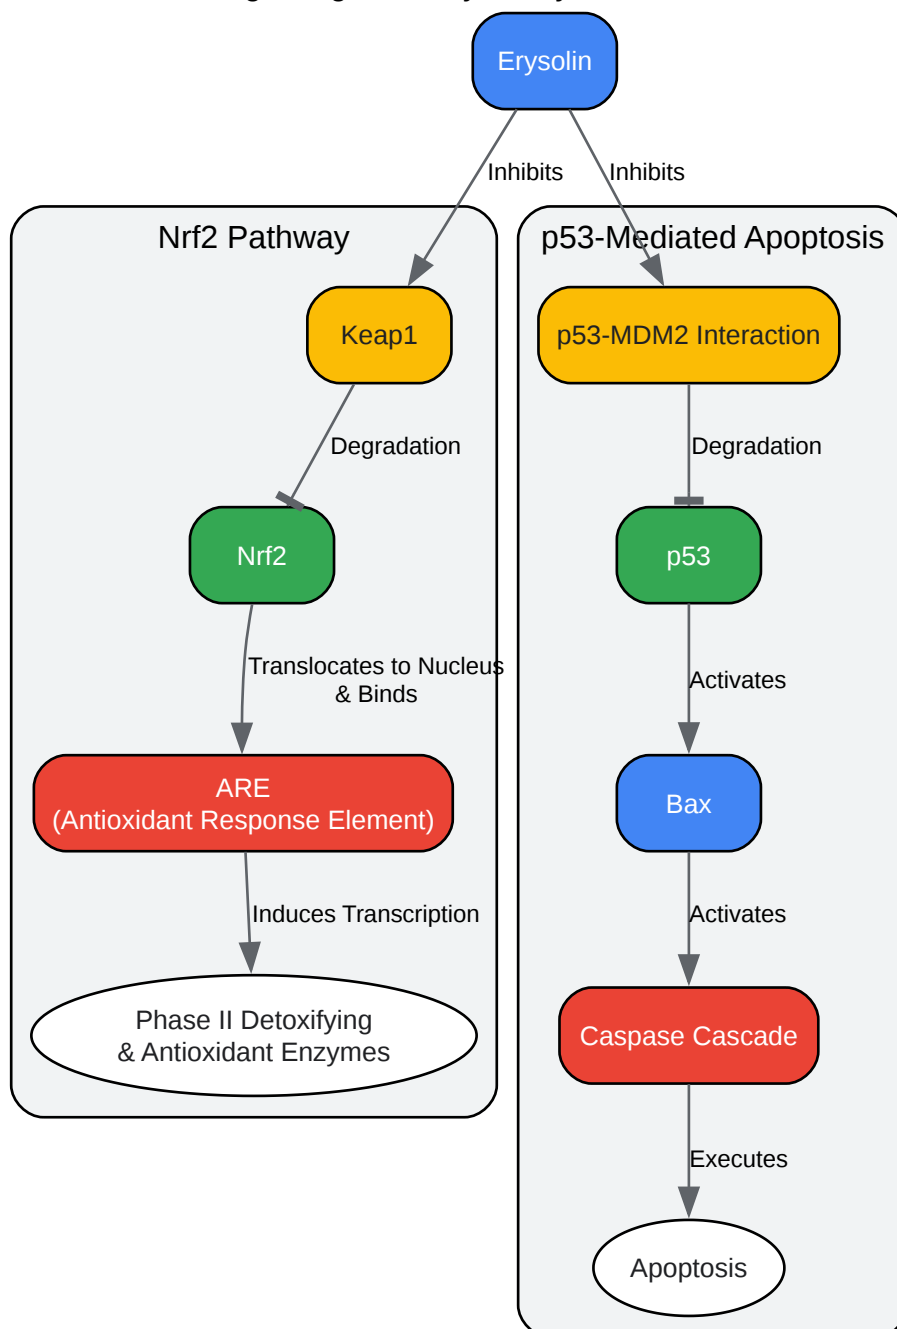 Erysolin
Inhibits
Inhibits
Nrf2 Pathway
p53-Mediated Apoptosis
Keap1
p53-MDM2 Interaction
Degradation
Degradation
Nrf2
p53
Translocates to Nucleus
& Binds
Activates
ARE
(Antioxidant Response Element)
Bax
Induces Transcription
Activates
Phase II Detoxifying
& Antioxidant Enzymes
Caspase Cascade
Executes
Apoptosis